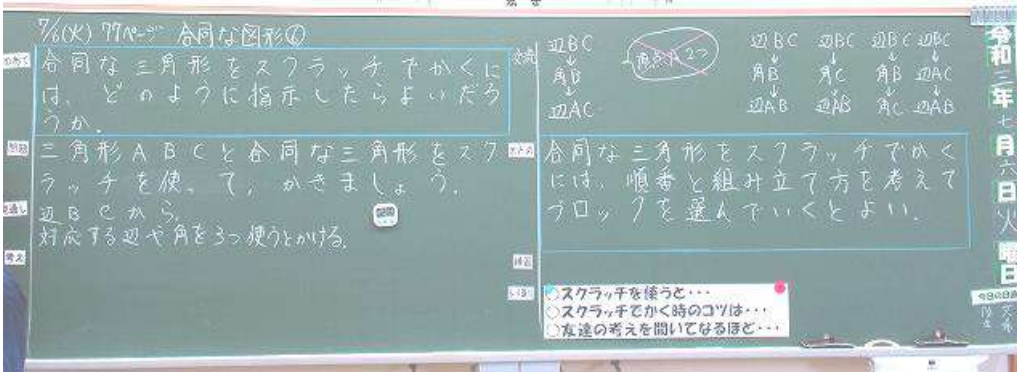 7/6(火) 77ページ 合同な図形⑥
めあて
合同な三角形をスクラッチでかくに
は、どのように指示したらよいだろ
うか。
問題
三角形ABCと合同な三角形をスク
ラッチを使って、かきましょう。
見通し
辺BCから。
対応する辺や角を3つ使うとかける。
考え
交流
辺BC
↓
角B
↓
辺AC
頂点A 2つ
辺BC 辺BC 辺BC 辺BC
↓ ↓ ↓ ↓
角B 角C 角B 辺AC
↓ ↓ ↓ ↓
辺AB 辺AB 角C 辺AB
まとめ
合同な三角形をスクラッチでかく
には、順番と組み立て方を考えて
ブロックを選んでいくとよい。
練習
○スクラッチを使うと・・・
○スクラッチでかく時のコツは・・・
○友達の考えを聞いてなるほど・・・
令和三年七月六日火曜日
今日の日直